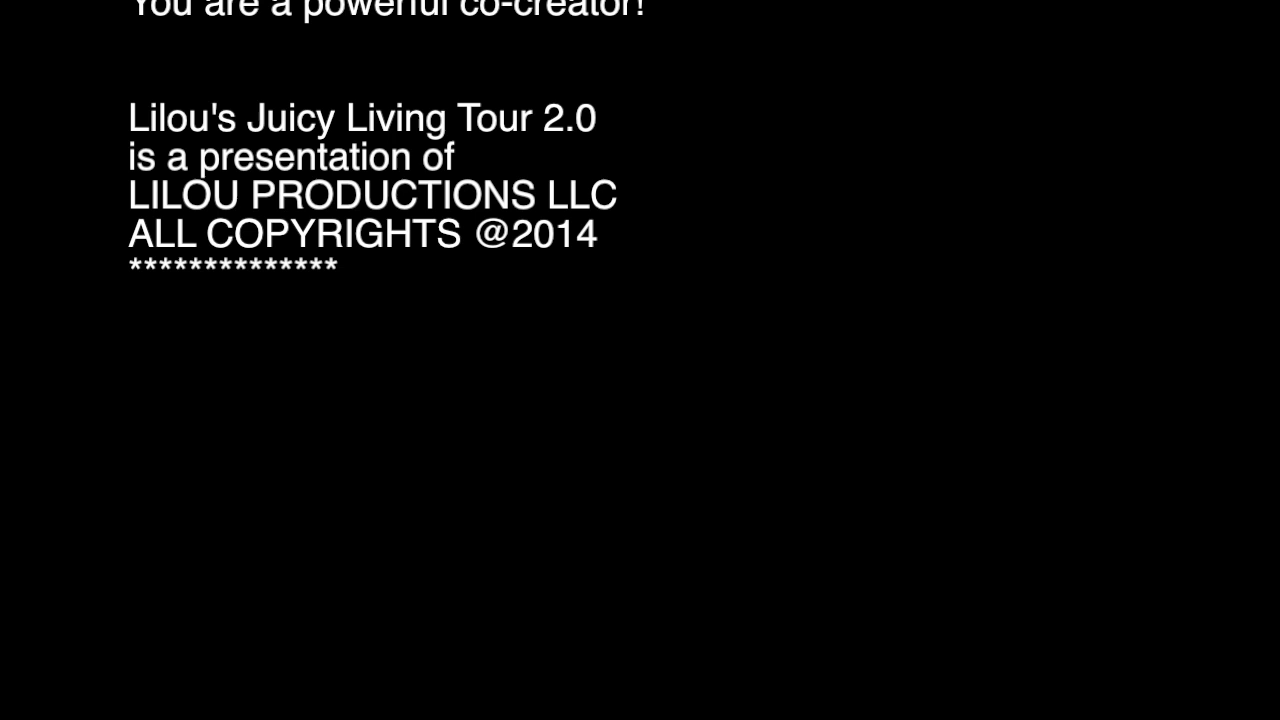 You are a powerful co-creator!
Lilou's Juicy Living Tour 2.0
is a presentation of
LILOU PRODUCTIONS LLC
ALL COPYRIGHTS @2014
**************